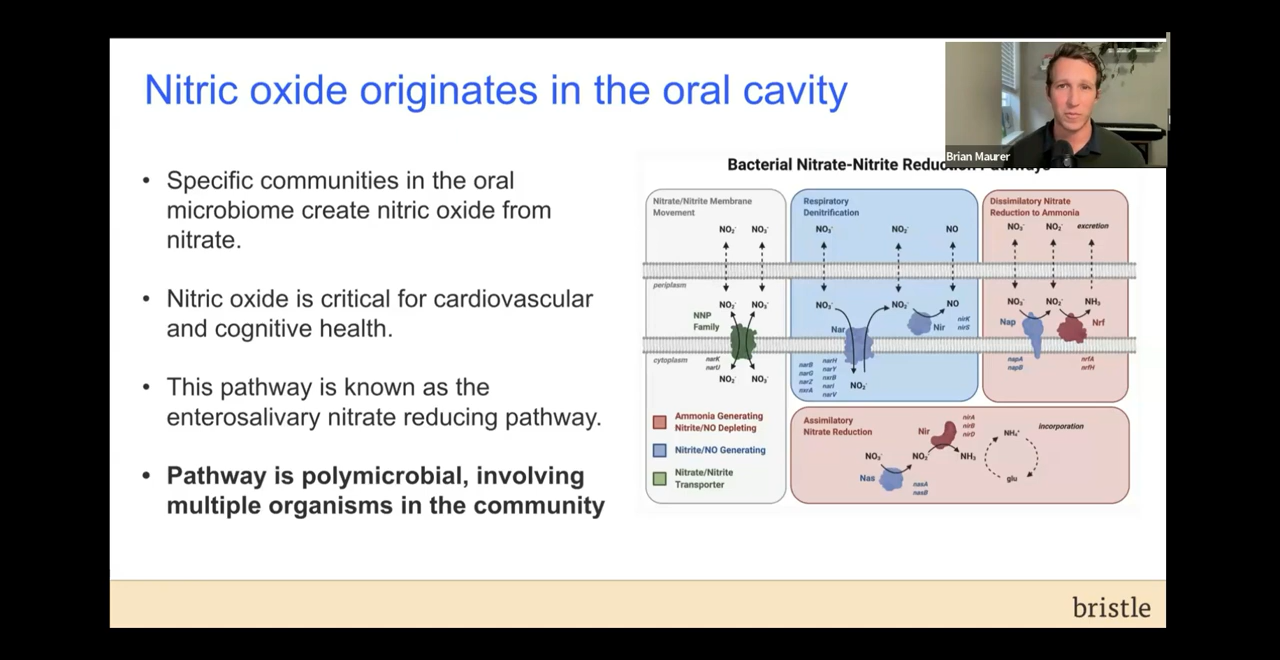 Nitric oxide originates in the oral cavity
Brian Maurer
• Specific communities in the oral
microbiome create nitric oxide from
nitrate.
• Nitric oxide is critical for cardiovascular
and cognitive health.
• This pathway is known as the
enterosalivary nitrate reducing pathway.
• Pathway is polymicrobial, involving
multiple organisms in the community
Bacterial Nitrate-Nitrite
Nitrate/Nitrite Membrane
Movement
NO₂⁻ NO₃⁻
periplasm
NO₂⁻ NO₃⁻
NNP
Family
cytoplasm
narK
narU
NO₂⁻ NO₃⁻
Ammonia Generating
Nitrite/NO Depleting
Nitrite/NO Generating
Nitrate/Nitrite
Transporter
Respiratory
Denitrification
NO₃⁻ NO₂⁻ NO
NO₃⁻ NO₂⁻ NO
Nar
Nir
nirK
nirS
narH
narG narY
narZ
narI
narV
NO₂⁻
Dissimilatory Nitrate
Reduction to Ammonia
NO₃⁻ NO₂⁻ excretion
NO₃⁻ NO₂⁻ NH₃
Nap Nrf
napA nrfA
napB nrfH
Assimilatory
Nitrate Reduction
Nir
nirA
nirB
nirD
NH₄⁺
incorporation
NO₃⁻ NO₂⁻ NH₃
Nas
nasA
nasB
glu
bristle